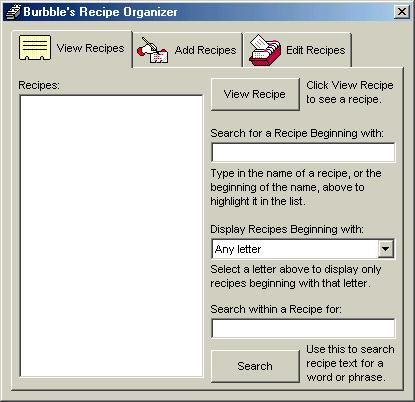 Burbble's Recipe Organizer
View Recipes
Add Recipes
Edit Recipes
Recipes:
View Recipe
Click View Recipe
to see a recipe.
Search for a Recipe Beginning with:
Type in the name of a recipe, or the
beginning of the name, above to
highlight it in the list.
Display Recipes Beginning with:
Any letter
Select a letter above to display only
recipes beginning with that letter.
Search within a Recipe for:
Search
Use this to search
recipe text for a
word or phrase.